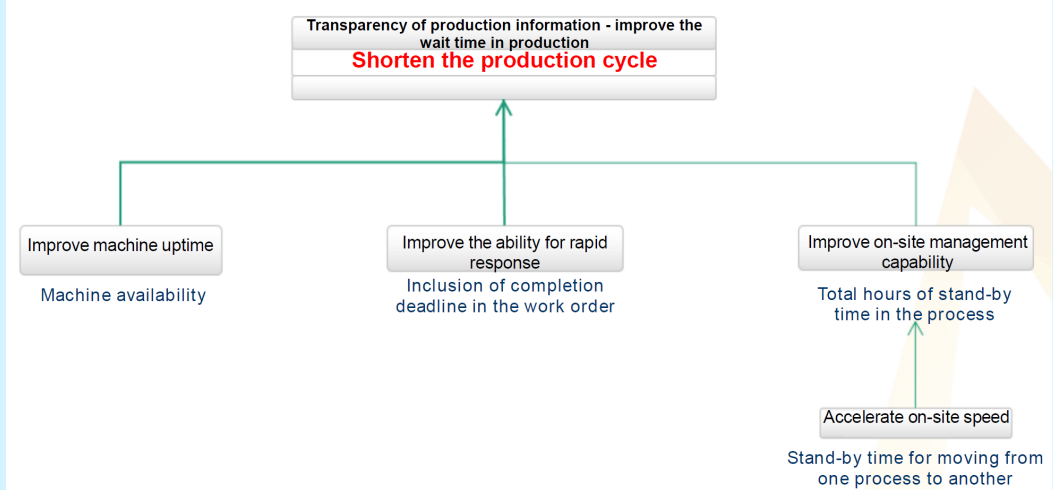 Transparency of production information - improve the
wait time in production
Shorten the production cycle
Improve machine uptime
Machine availability
Improve the ability for rapid
response
Inclusion of completion
deadline in the work order
Improve on-site management
capability
Total hours of stand-by
time in the process
Accelerate on-site speed
Stand-by time for moving from
one process to another